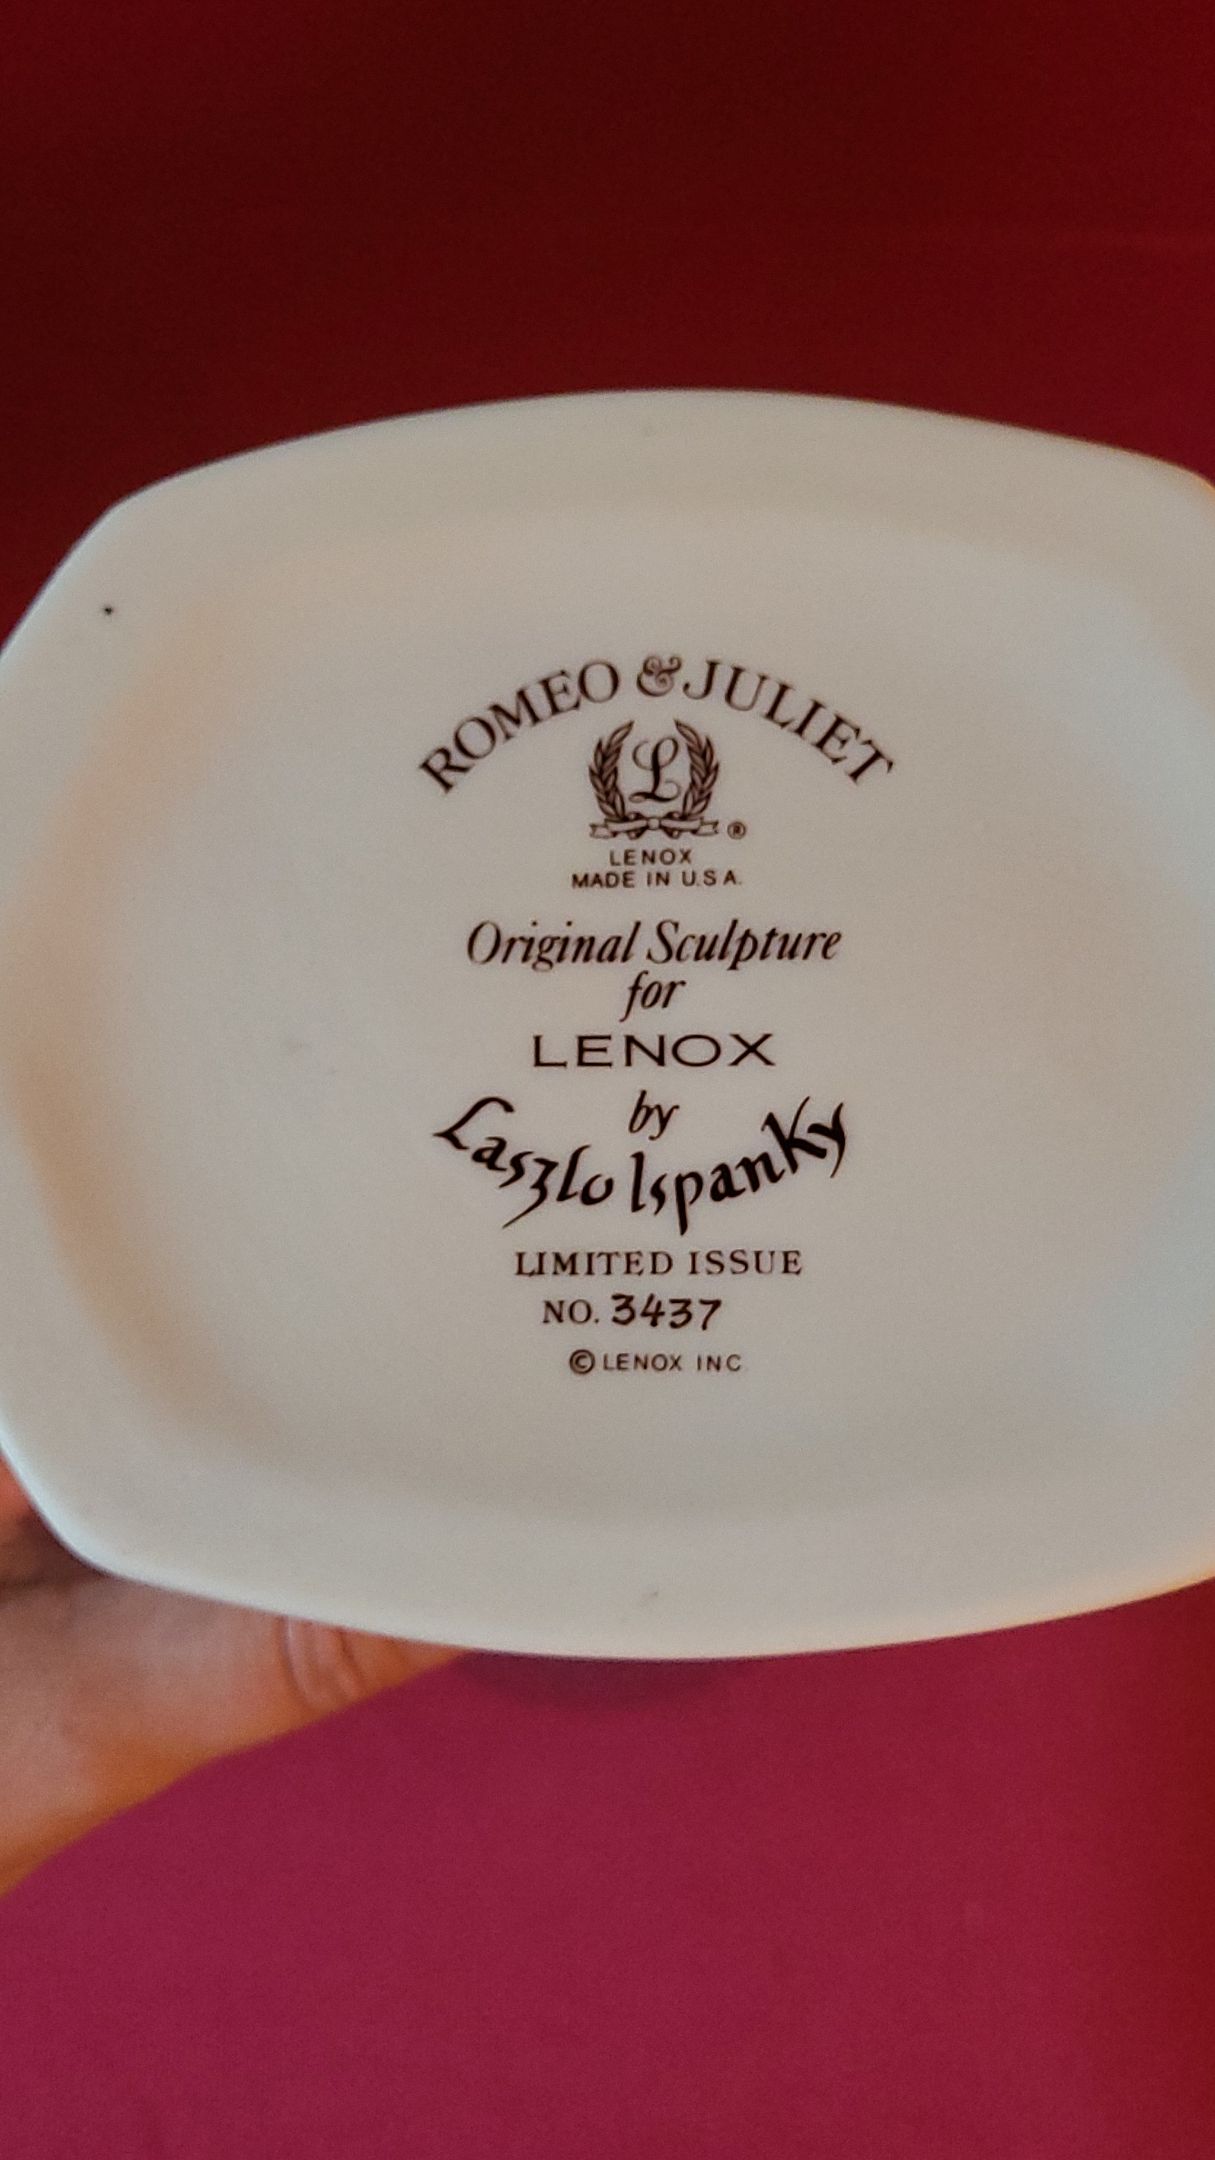 ROMEO & JULIET
L ®
LENOX
MADE IN U.S.A.
Original Sculpture
for
LENOX
by
Laszlo Ispanky
LIMITED ISSUE
NO. 3437
© LENOX INC